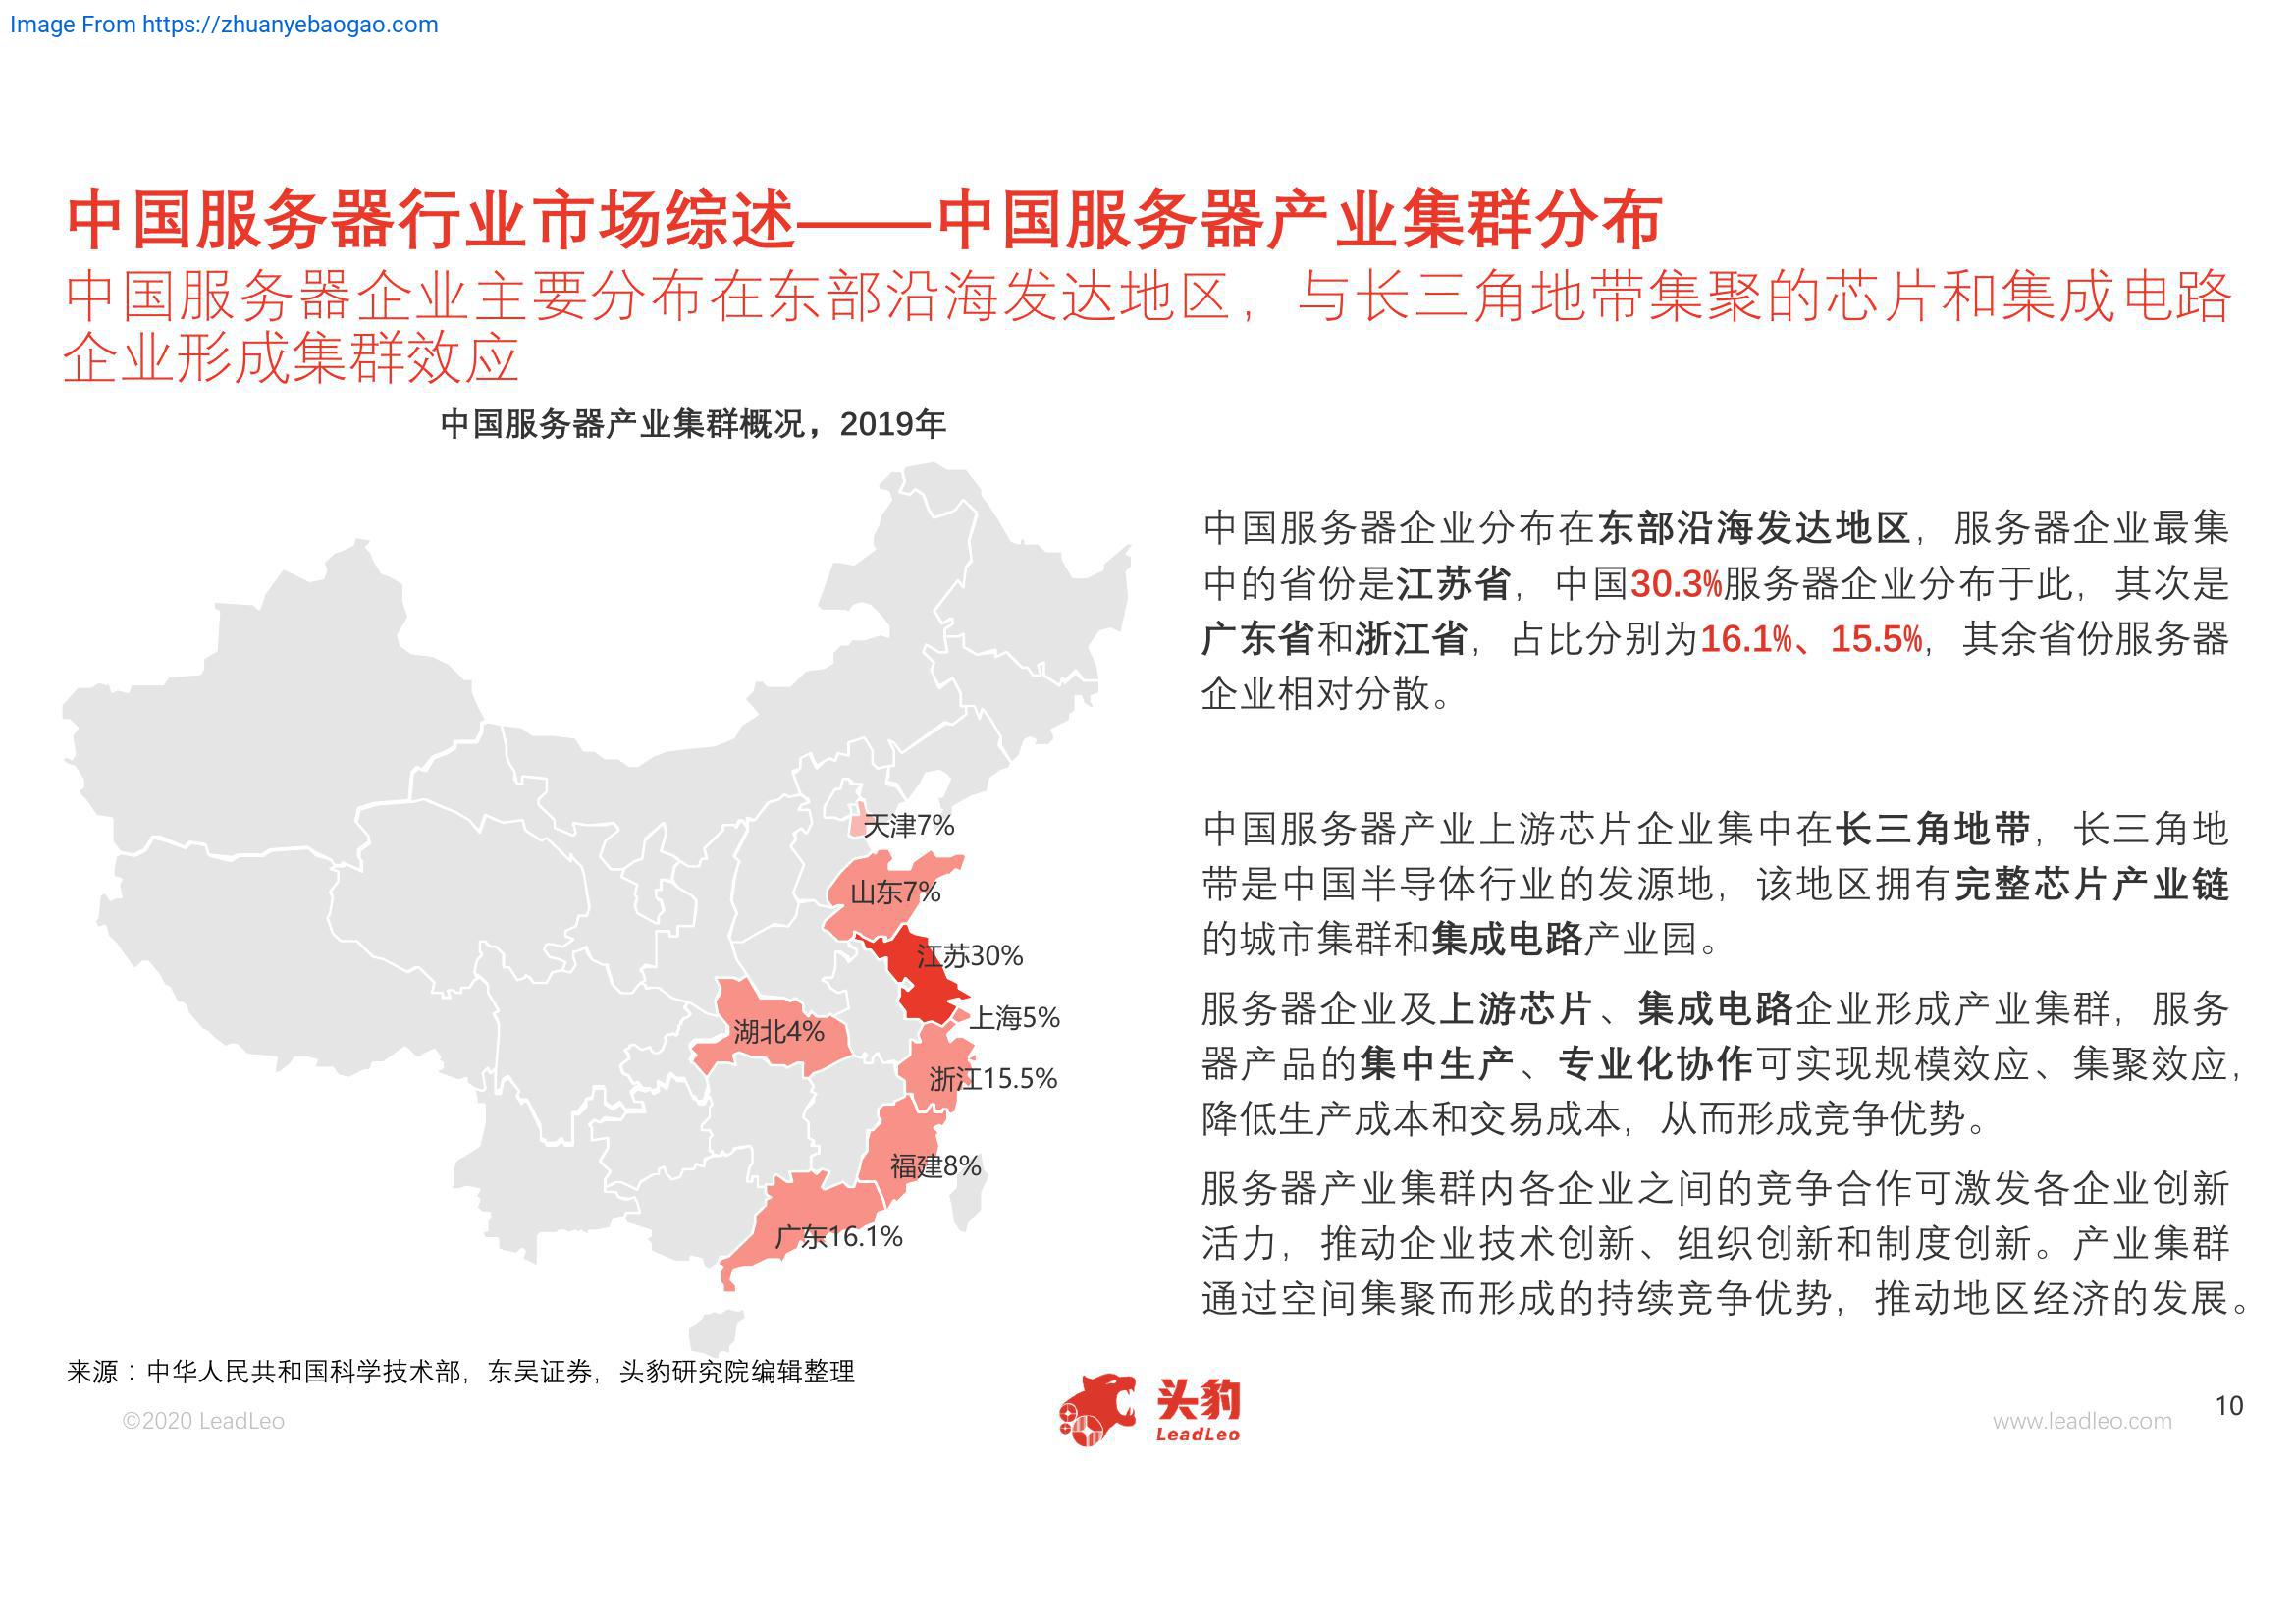 Image From https://zhuanyebaogao.com
中国服务器行业市场综述——中国服务器产业集群分布
中国服务器企业主要分布在东部沿海发达地区，与长三角地带集聚的芯片和集成电路
企业形成集群效应
中国服务器产业集群概况，2019年
天津7%
山东7%
江苏30%
上海5%
湖北4%
浙江15.5%
福建8%
广东16.1%
中国服务器企业分布在东部沿海发达地区，服务器企业最集
中的省份是江苏省，中国30.3%服务器企业分布于此，其次是
广东省和浙江省，占比分别为16.1%、15.5%，其余省份服务器
企业相对分散。
中国服务器产业上游芯片企业集中在长三角地带，长三角地
带是中国半导体行业的发源地，该地区拥有完整芯片产业链
的城市集群和集成电路产业园。
服务器企业及上游芯片、集成电路企业形成产业集群，服务
器产品的集中生产、专业化协作可实现规模效应、集聚效应，
降低生产成本和交易成本，从而形成竞争优势。
服务器产业集群内各企业之间的竞争合作可激发各企业创新
活力，推动企业技术创新、组织创新和制度创新。产业集群
通过空间集聚而形成的持续竞争优势，推动地区经济的发展。
来源：中华人民共和国科学技术部，东吴证券，头豹研究院编辑整理
©2020 LeadLeo
头豹
LeadLeo
www.leadleo.com
10